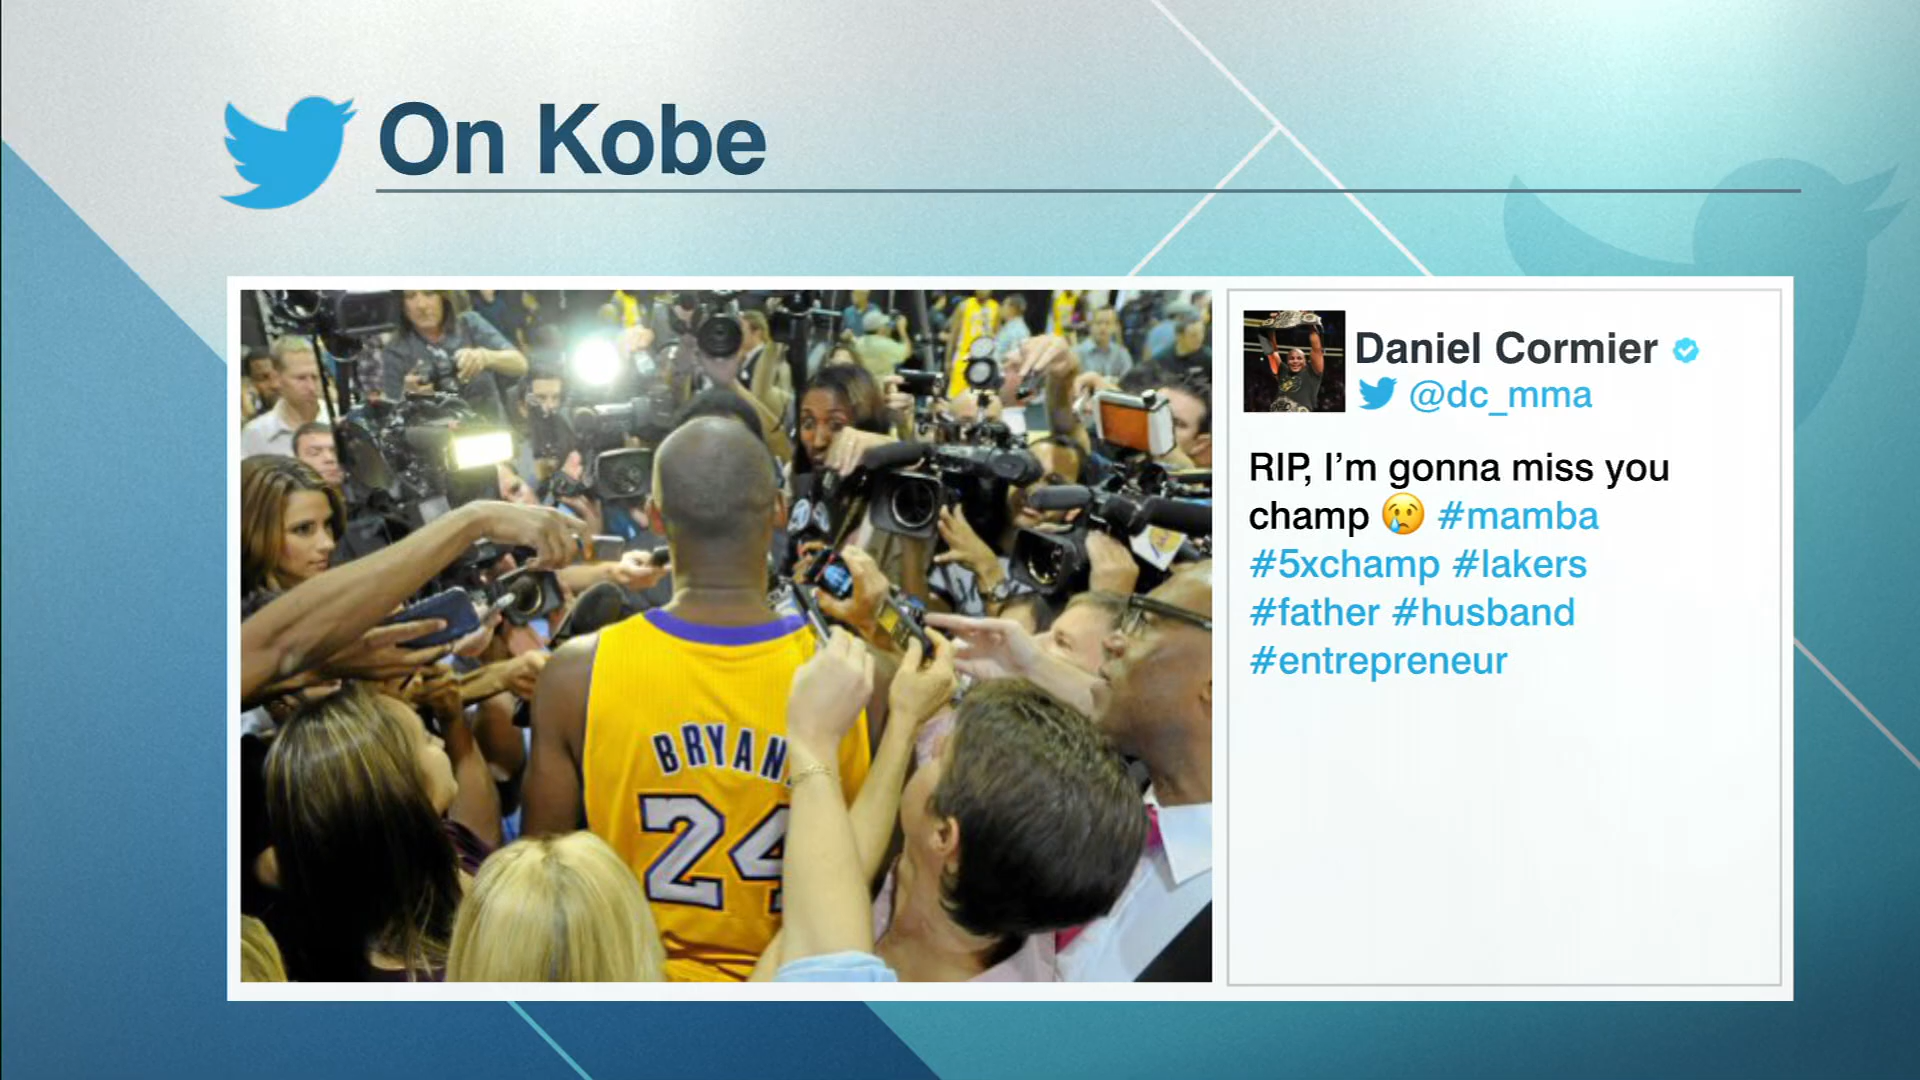 On Kobe
BRYAN
24
Daniel Cormier
@dc_mma
RIP, I’m gonna miss you
champ 😢 #mamba
#5xchamp #lakers
#father #husband
#entrepreneur